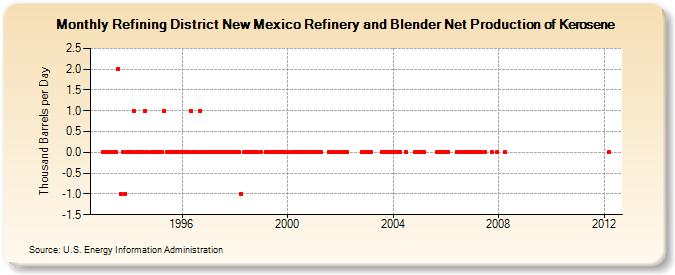 Monthly Refining District New Mexico Refinery and Blender Net Production of Kerosene
Thousand Barrels per Day
2.5
2.0
1.5
1.0
0.5
0.0
-0.5
-1.0
-1.5
1996 2000 2004 2008 2012
Source: U.S. Energy Information Administration